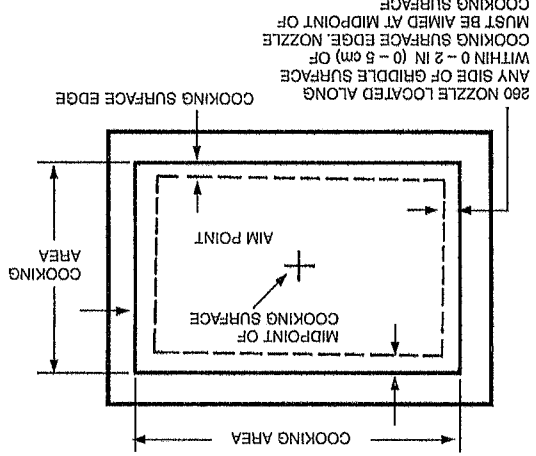 COOKING AREA
MIDPOINT OF
COOKING SURFACE
AIM POINT
COOKING
AREA
COOKING SURFACE EDGE
260 NOZZLE LOCATED ALONG
ANY SIDE OF GRIDDLE SURFACE
WITHIN 0 – 2 IN (0 – 5 cm) OF
COOKING SURFACE EDGE. NOZZLE
MUST BE AIMED AT MIDPOINT OF
COOKING SURFACE